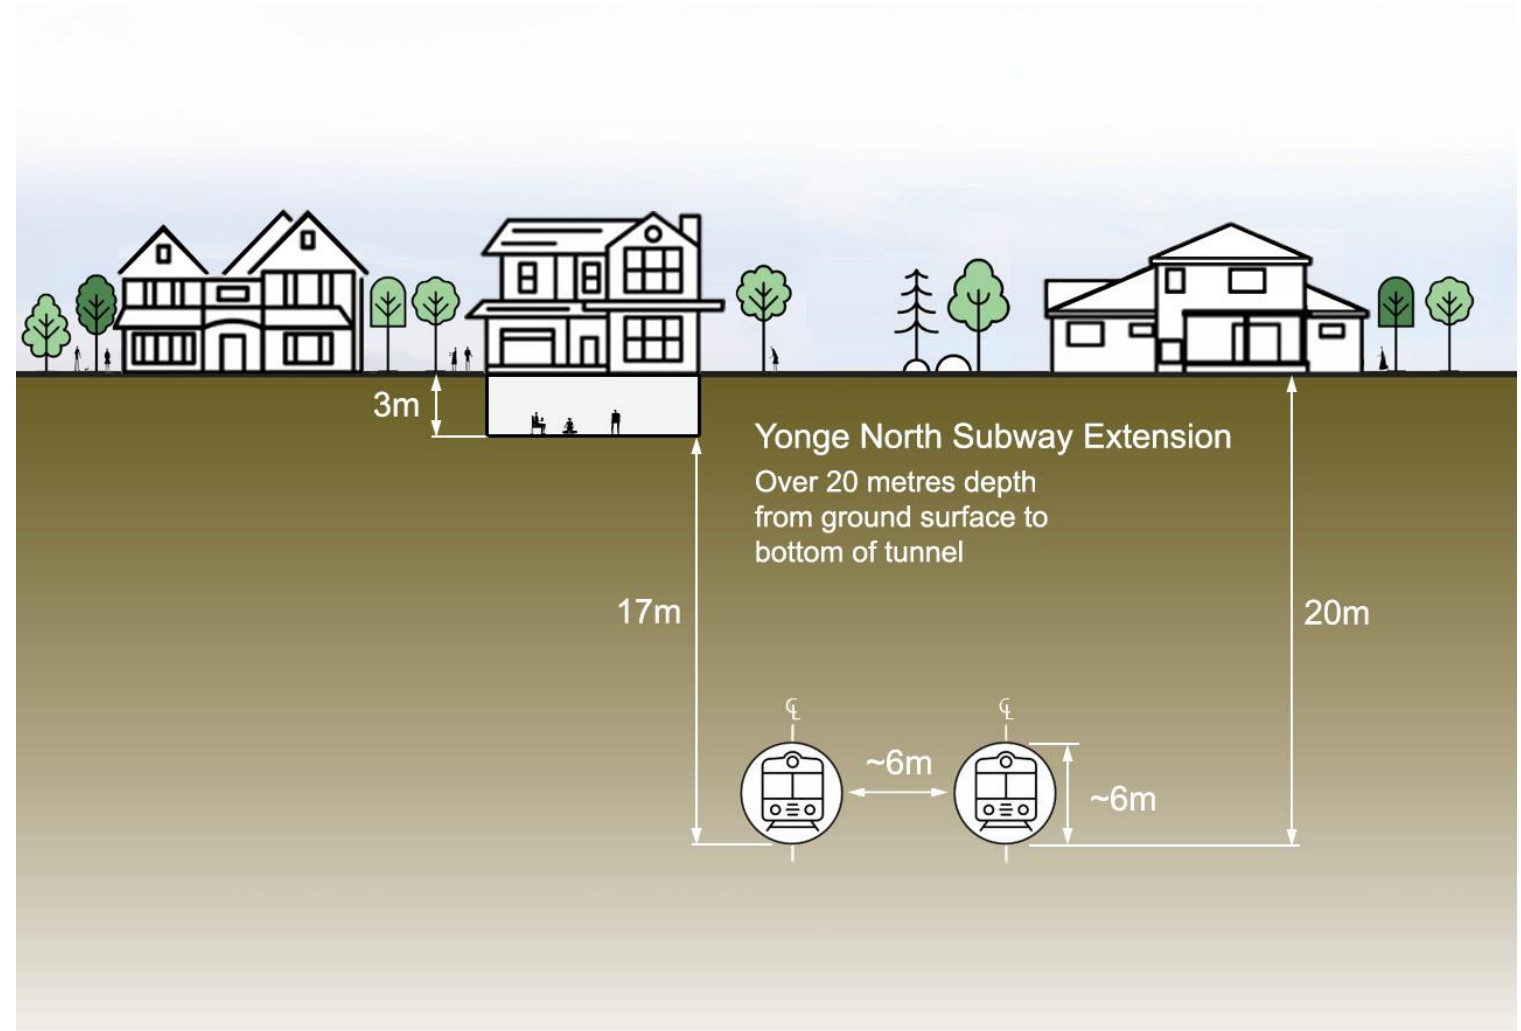 3m
Yonge North Subway Extension
Over 20 metres depth
from ground surface to
bottom of tunnel
17m
20m
℄
℄
~6m
~6m